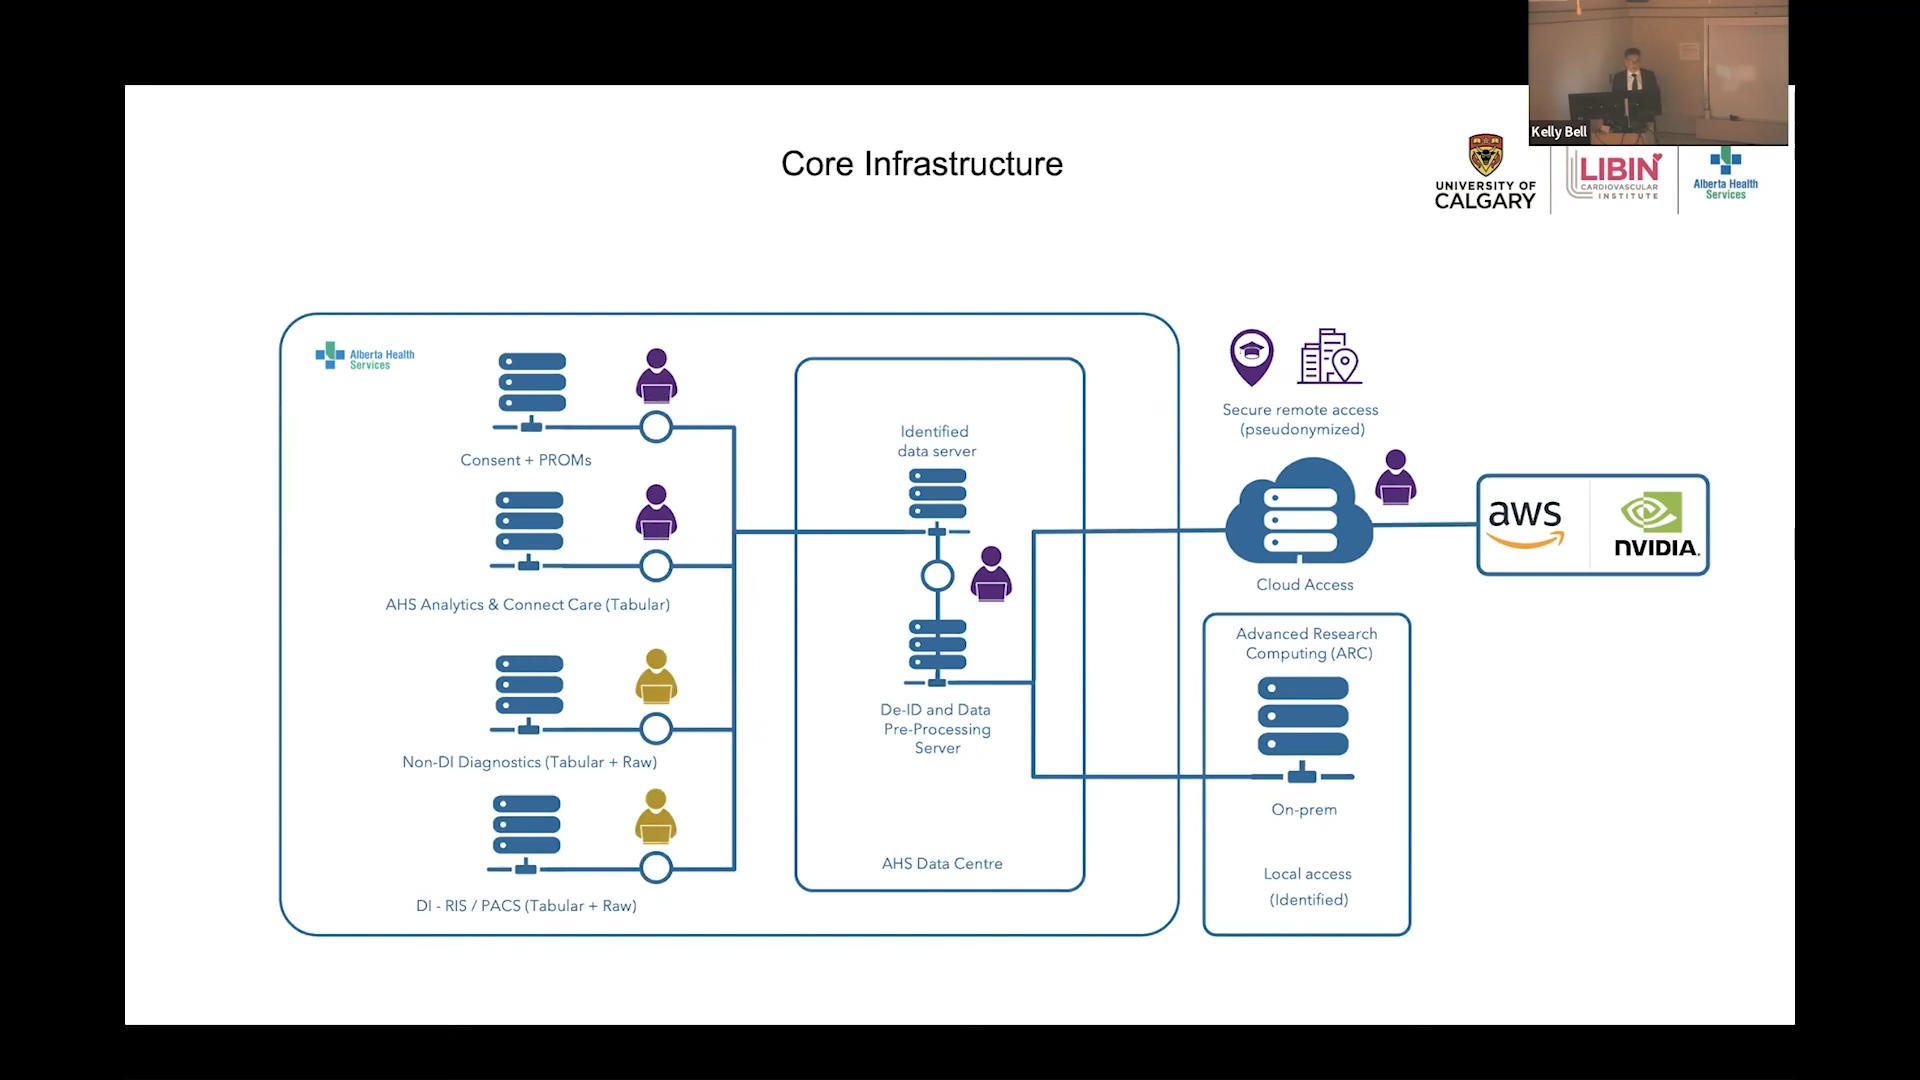 Kelly Bell
Core Infrastructure
UNIVERSITY OF
CALGARY
LIBIN
CARDIOVASCULAR
INSTITUTE
Alberta Health
Services
Alberta Health
Services
Consent + PROMs
AHS Analytics & Connect Care (Tabular)
Non-DI Diagnostics (Tabular + Raw)
DI - RIS / PACS (Tabular + Raw)
Identified
data server
De-ID and Data
Pre-Processing
Server
AHS Data Centre
Secure remote access
(pseudonymized)
Cloud Access
aws
NVIDIA.
Advanced Research
Computing (ARC)
On-prem
Local access
(Identified)